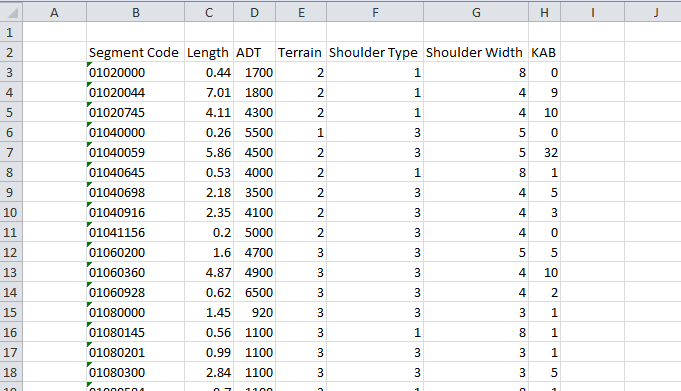 A B C D E F G H I J
1
2 Segment Code Length ADT Terrain Shoulder Type Shoulder Width KAB
3 01020000 0.44 1700 2 1 8 0
4 01020044 7.01 1800 2 1 4 9
5 01020745 4.11 4300 2 1 4 10
6 01040000 0.26 5500 1 3 5 0
7 01040059 5.86 4500 2 3 5 32
8 01040645 0.53 4000 2 1 8 1
9 01040698 2.18 3500 2 3 4 5
10 01040916 2.35 4100 2 3 4 3
11 01041156 0.2 5000 2 3 4 0
12 01060200 1.6 4700 3 3 5 5
13 01060360 4.87 4900 3 3 4 10
14 01060928 0.62 6500 3 3 4 2
15 01080000 1.45 920 3 3 3 1
16 01080145 0.56 1100 3 1 8 1
17 01080201 0.99 1100 3 3 3 1
18 01080300 2.84 1100 3 3 3 5